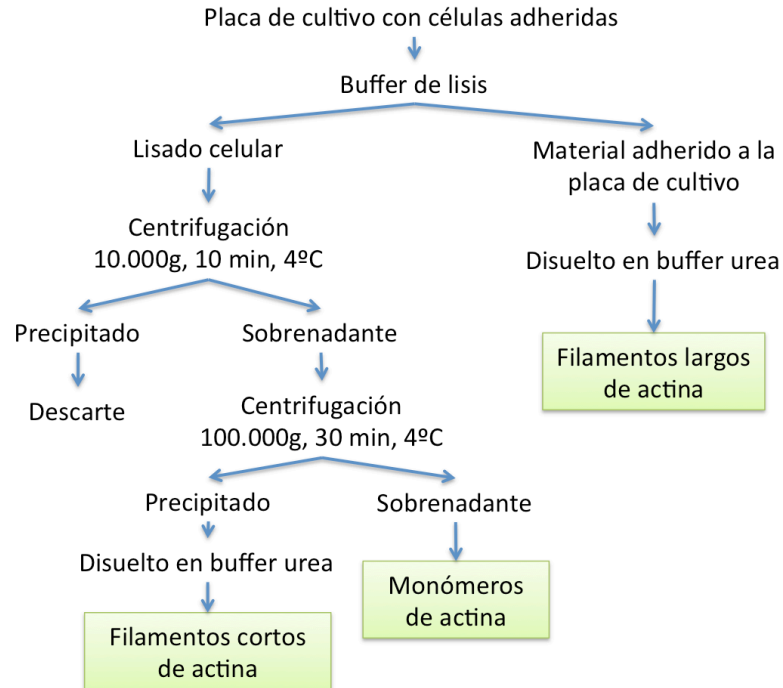 Placa de cultivo con células adheridas
Buffer de lisis
Lisado celular
Material adherido a la
placa de cultivo
Centrifugación
10.000g, 10 min, 4ºC
Disuelto en buffer urea
Precipitado
Sobrenadante
Filamentos largos
de actina
Descarte
Centrifugación
100.000g, 30 min, 4ºC
Precipitado
Sobrenadante
Disuelto en buffer urea
Monómeros
de actina
Filamentos cortos
de actina